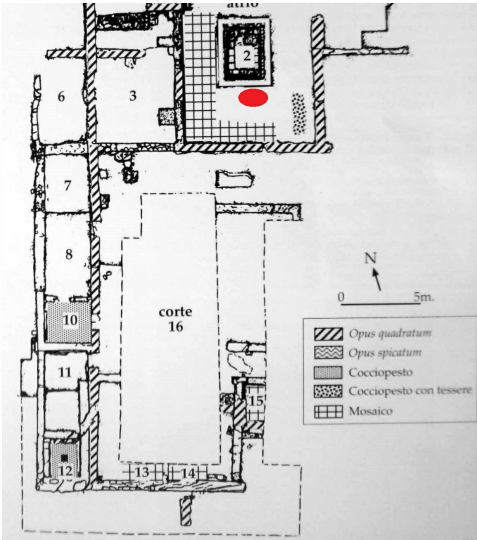 atrio
2
6
3
7
8
10
11
12
corte
16
13
14
15
N
0 5m.
Opus quadratum
Opus spicatum
Cocciopesto
Cocciopesto con tessere
Mosaico